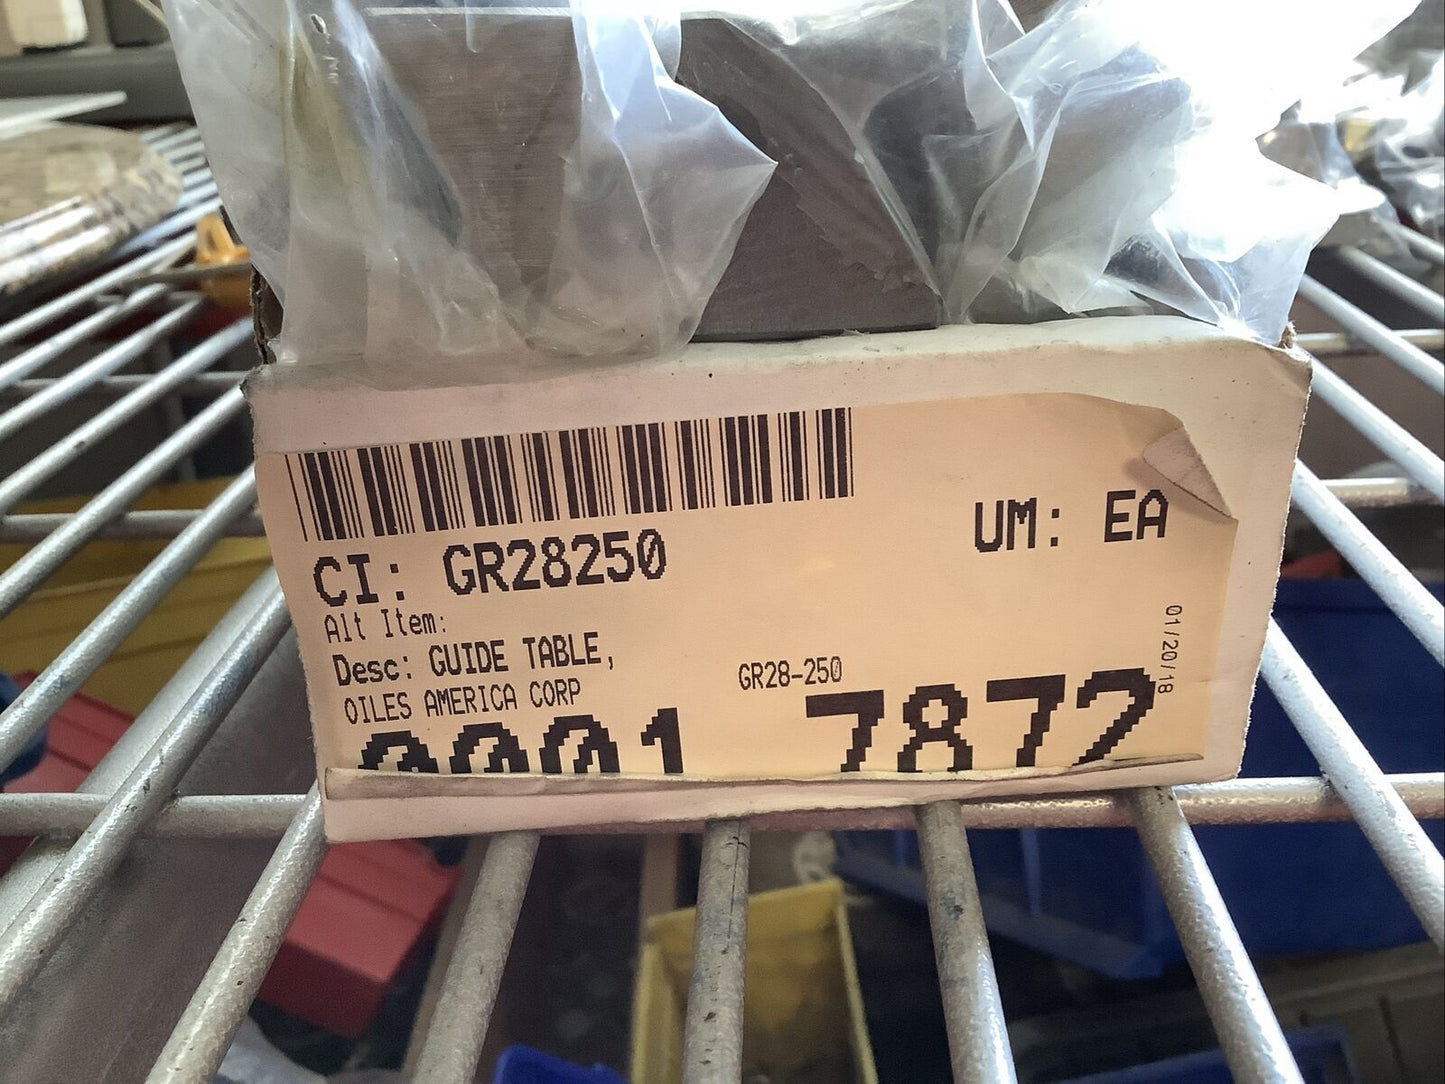 CI: GR28250
UM: EA
Alt Item:
Desc: GUIDE TABLE,
GR28-250
OILES AMERICA CORP
0001 7872
01/20/18